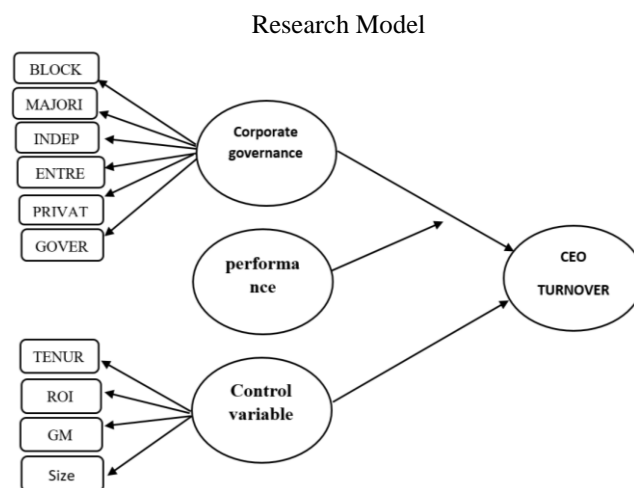 Research Model
BLOCK
MAJORI
INDEP
ENTRE
PRIVAT
GOVER
Corporate
governance
performa
nce
CEO
TURNOVER
TENUR
ROI
GM
Size
Control
variable